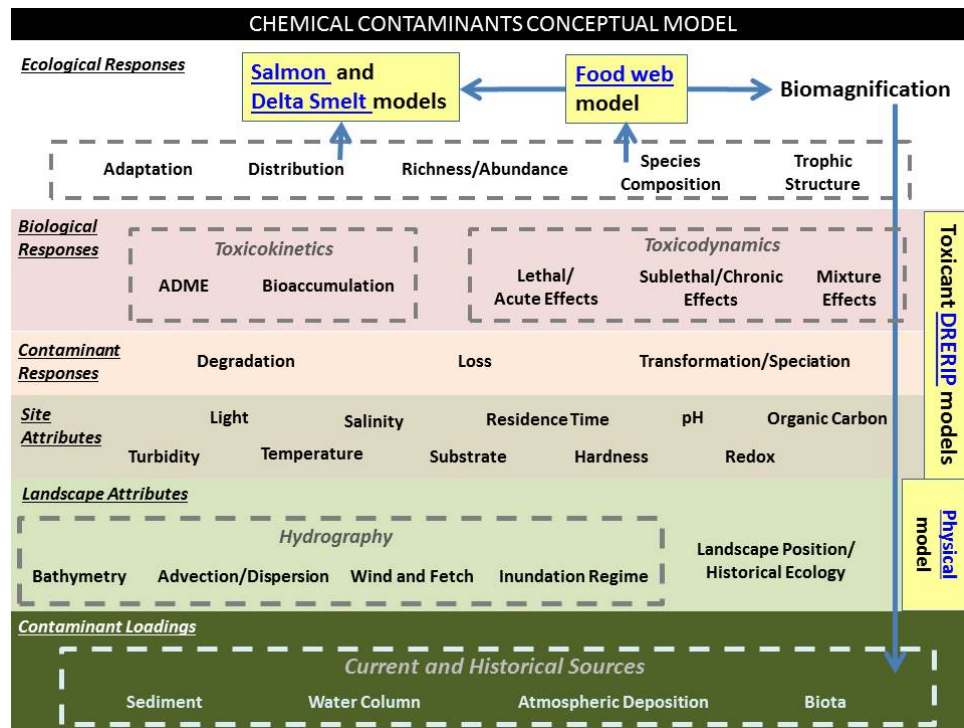 CHEMICAL CONTAMINANTS CONCEPTUAL MODEL
Ecological Responses
Salmon and
Delta Smelt models
Food web
model
Biomagnification
Adaptation
Distribution
Richness/Abundance
Species
Composition
Trophic
Structure
Biological
Responses
Toxicokinetics
ADME
Bioaccumulation
Toxicodynamics
Lethal/
Acute Effects
Sublethal/Chronic
Effects
Mixture
Effects
Toxicant DRERIP models
Contaminant
Responses
Degradation
Loss
Transformation/Speciation
Site
Attributes
Light
Salinity
Residence Time
pH
Organic Carbon
Turbidity
Temperature
Substrate
Hardness
Redox
Landscape Attributes
Hydrography
Bathymetry
Advection/Dispersion
Wind and Fetch
Inundation Regime
Landscape Position/
Historical Ecology
Physical
model
Contaminant Loadings
Current and Historical Sources
Sediment
Water Column
Atmospheric Deposition
Biota